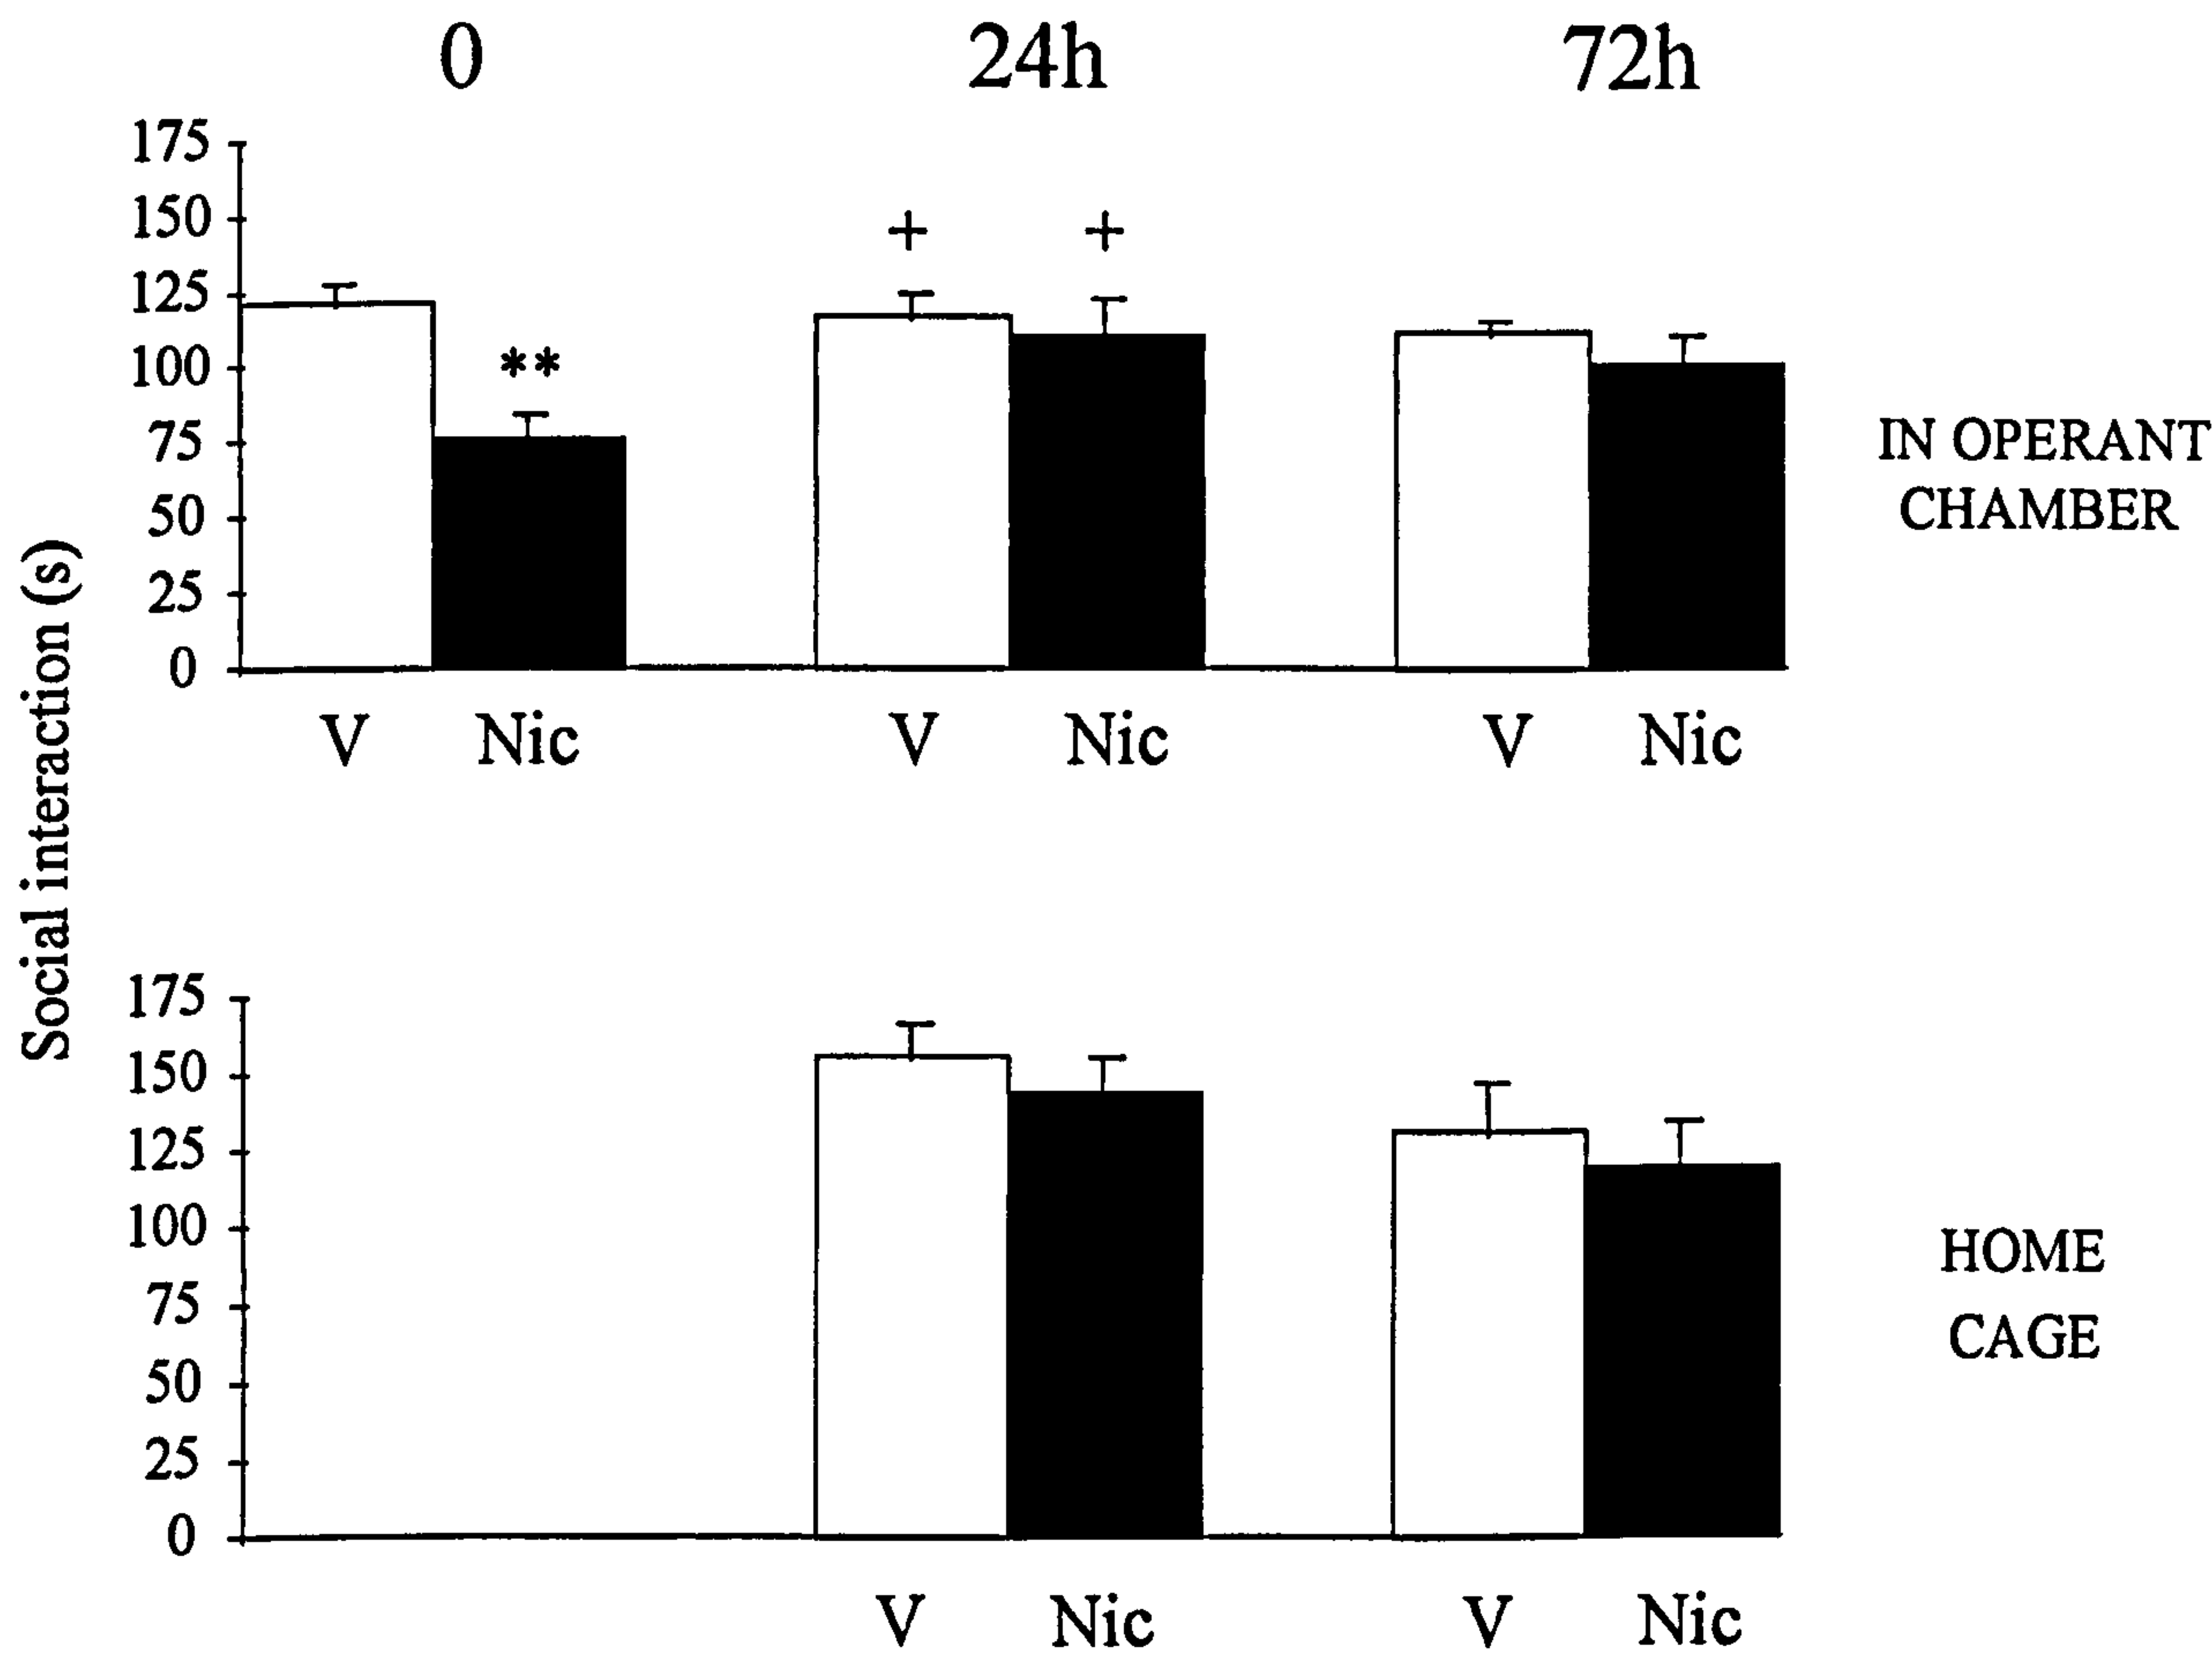 0 24h 72h
175
150
+ +
125
**
100
75
50
25
0
IN OPERANT
CHAMBER
V Nic V Nic V Nic
Social interaction (s)
175
150
125
100
75
50
25
0
HOME
CAGE
V Nic V Nic